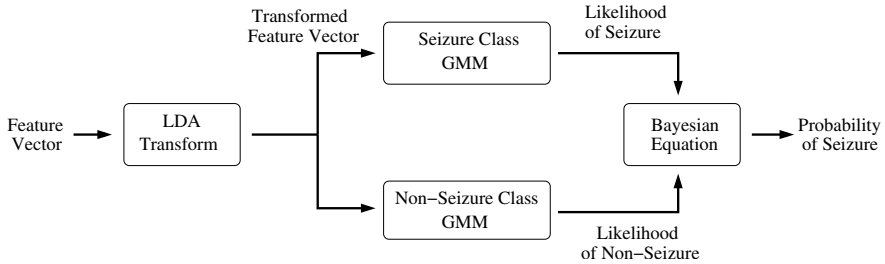 Feature
Vector
LDA
Transform
Transformed
Feature Vector
Seizure Class
GMM
Likelihood
of Seizure
Non−Seizure Class
GMM
Likelihood
of Non−Seizure
Bayesian
Equation
Probability
of Seizure